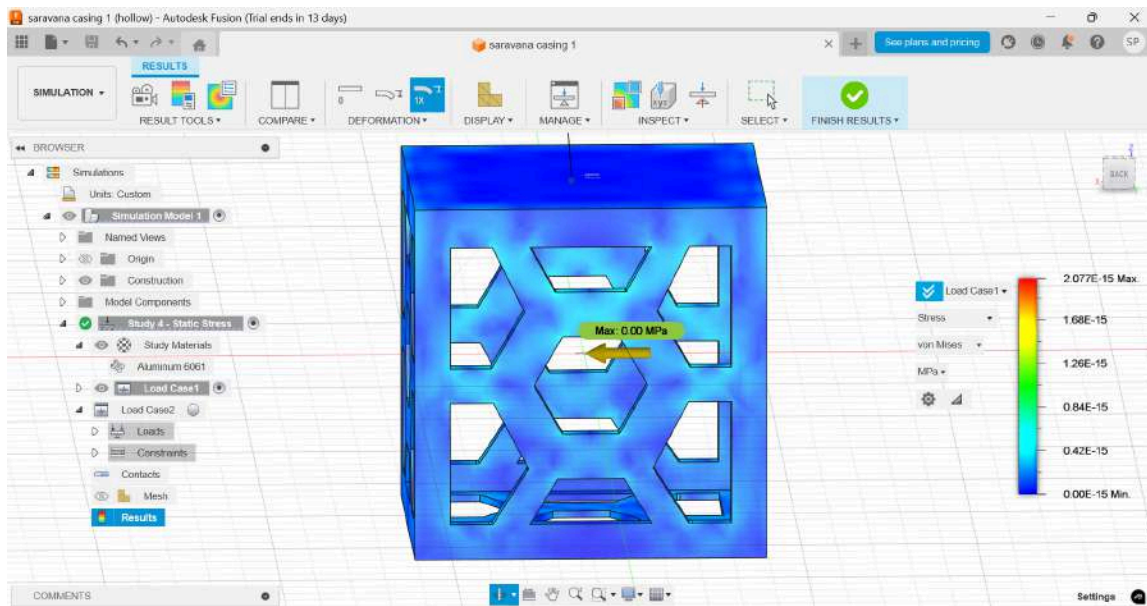 saravana casing 1 (hollow) - Autodesk Fusion (Trial ends in 13 days)
saravana casing 1
See plans and pricing
SP
RESULTS
SIMULATION
0
1X
RESULT TOOLS
COMPARE
DEFORMATION
DISPLAY
MANAGE
INSPECT
SELECT
FINISH RESULTS
BROWSER
Simulations
Units: Custom
Simulation Model 1
Named Views
Origin
Construction
Model Components
Study 4 - Static Stress
Study Materials
Aluminum 6061
Load Case1
Load Case2
Loads
Constraints
Contacts
Mesh
Results
Max: 0.00 MPa
Z
X
BACK
Load Case1
Stress
von Mises
MPa
2.077E-15 Max.
1.68E-15
1.26E-15
0.84E-15
0.42E-15
0.00E-15 Min.
COMMENTS
Settings